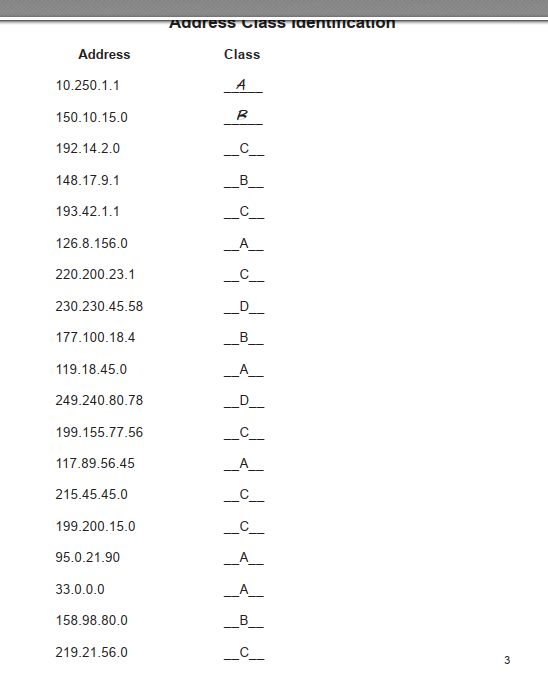 Address Class Identification
Address Class
10.250.1.1 A
150.10.15.0 B
192.14.2.0 __C__
148.17.9.1 __B__
193.42.1.1 __C__
126.8.156.0 __A__
220.200.23.1 __C__
230.230.45.58 __D__
177.100.18.4 __B__
119.18.45.0 __A__
249.240.80.78 __D__
199.155.77.56 __C__
117.89.56.45 __A__
215.45.45.0 __C__
199.200.15.0 __C__
95.0.21.90 __A__
33.0.0.0 __A__
158.98.80.0 __B__
219.21.56.0 __C__
3